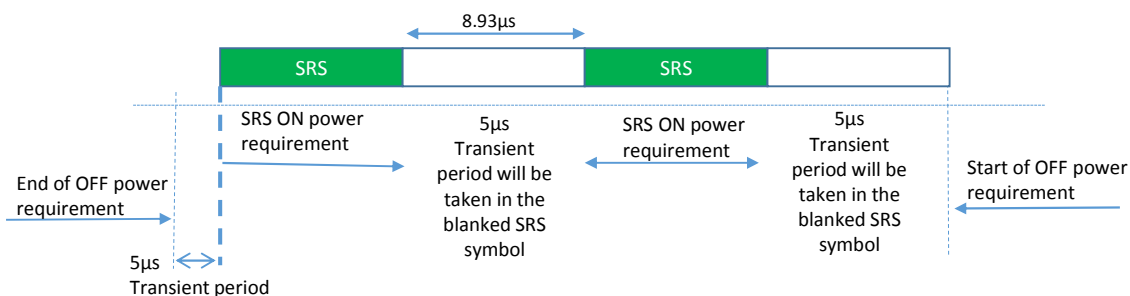 8.93µs
SRS
SRS
SRS ON power
requirement
5µs
Transient
period will be
taken in the
blanked SRS
symbol
SRS ON power
requirement
5µs
Transient
period will be
taken in the
blanked SRS
symbol
End of OFF power
requirement
Start of OFF power
requirement
5µs
Transient period